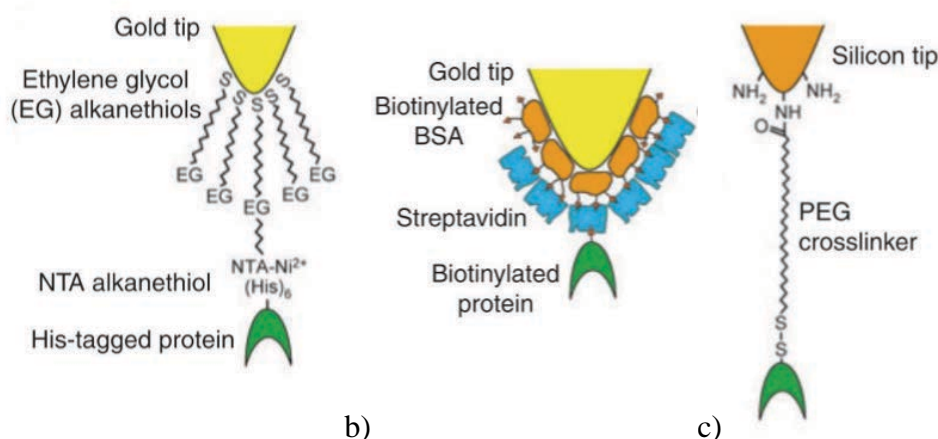 Gold tip
Ethylene glycol
(EG) alkanethiols
S
S
S
S
S
EG
EG
EG
EG
EG
NTA alkanethiol
NTA-Ni²⁺
(His)₆
His-tagged protein
b)
Gold tip
Biotinylated
BSA
Streptavidin
Biotinylated
protein
c)
Silicon tip
NH₂
NH₂
NH
O
PEG
crosslinker
S
S